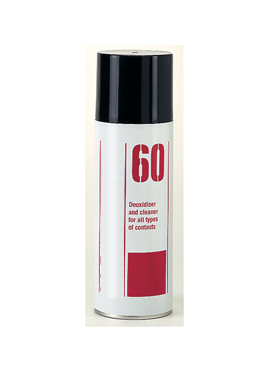 60
Deoxidiser
and cleaner
for all types
of contacts